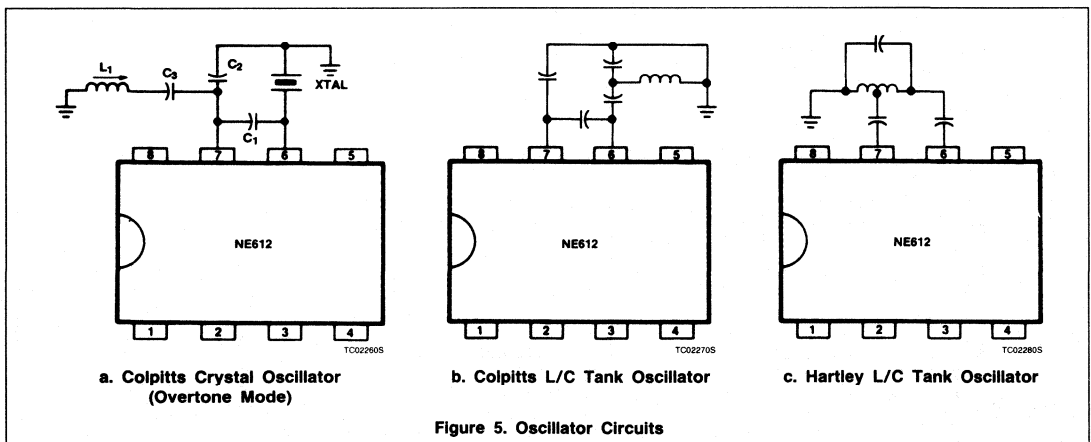 L1
C3
C2
XTAL
C1
8 7 6 5
NE612
1 2 3 4
TC02260S
a. Colpitts Crystal Oscillator
(Overtone Mode)
8 7 6 5
NE612
1 2 3 4
TC02270S
b. Colpitts L/C Tank Oscillator
8 7 6 5
NE612
1 2 3 4
TC02280S
c. Hartley L/C Tank Oscillator
Figure 5. Oscillator Circuits